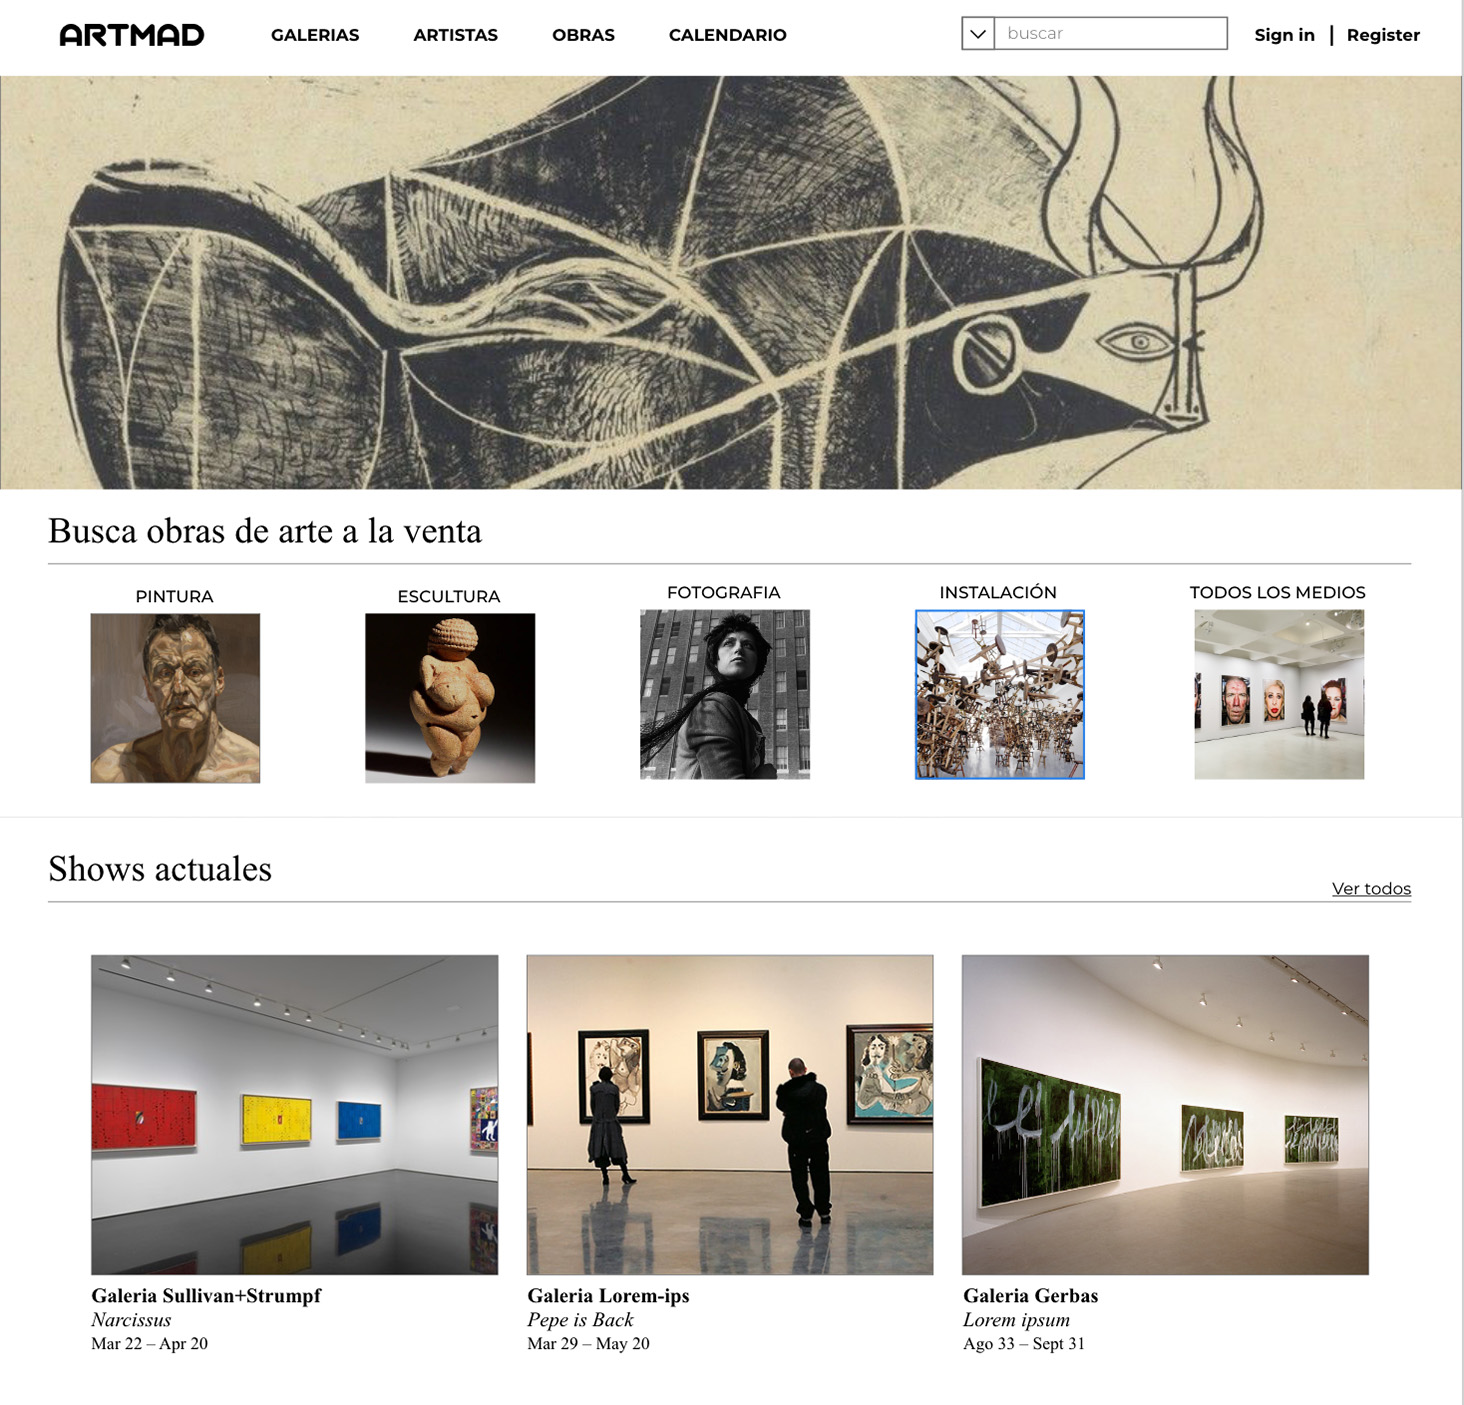 ARTMAD
GALERIAS ARTISTAS OBRAS CALENDARIO
buscar
Sign in | Register
Busca obras de arte a la venta
PINTURA ESCULTURA FOTOGRAFIA INSTALACIÓN TODOS LOS MEDIOS
Shows actuales
Ver todos
Galeria Sullivan+Strumpf
Narcissus
Mar 22 – Apr 20
Galeria Lorem-ips
Pepe is Back
Mar 29 – May 20
Galeria Gerbas
Lorem ipsum
Ago 33 – Sept 31